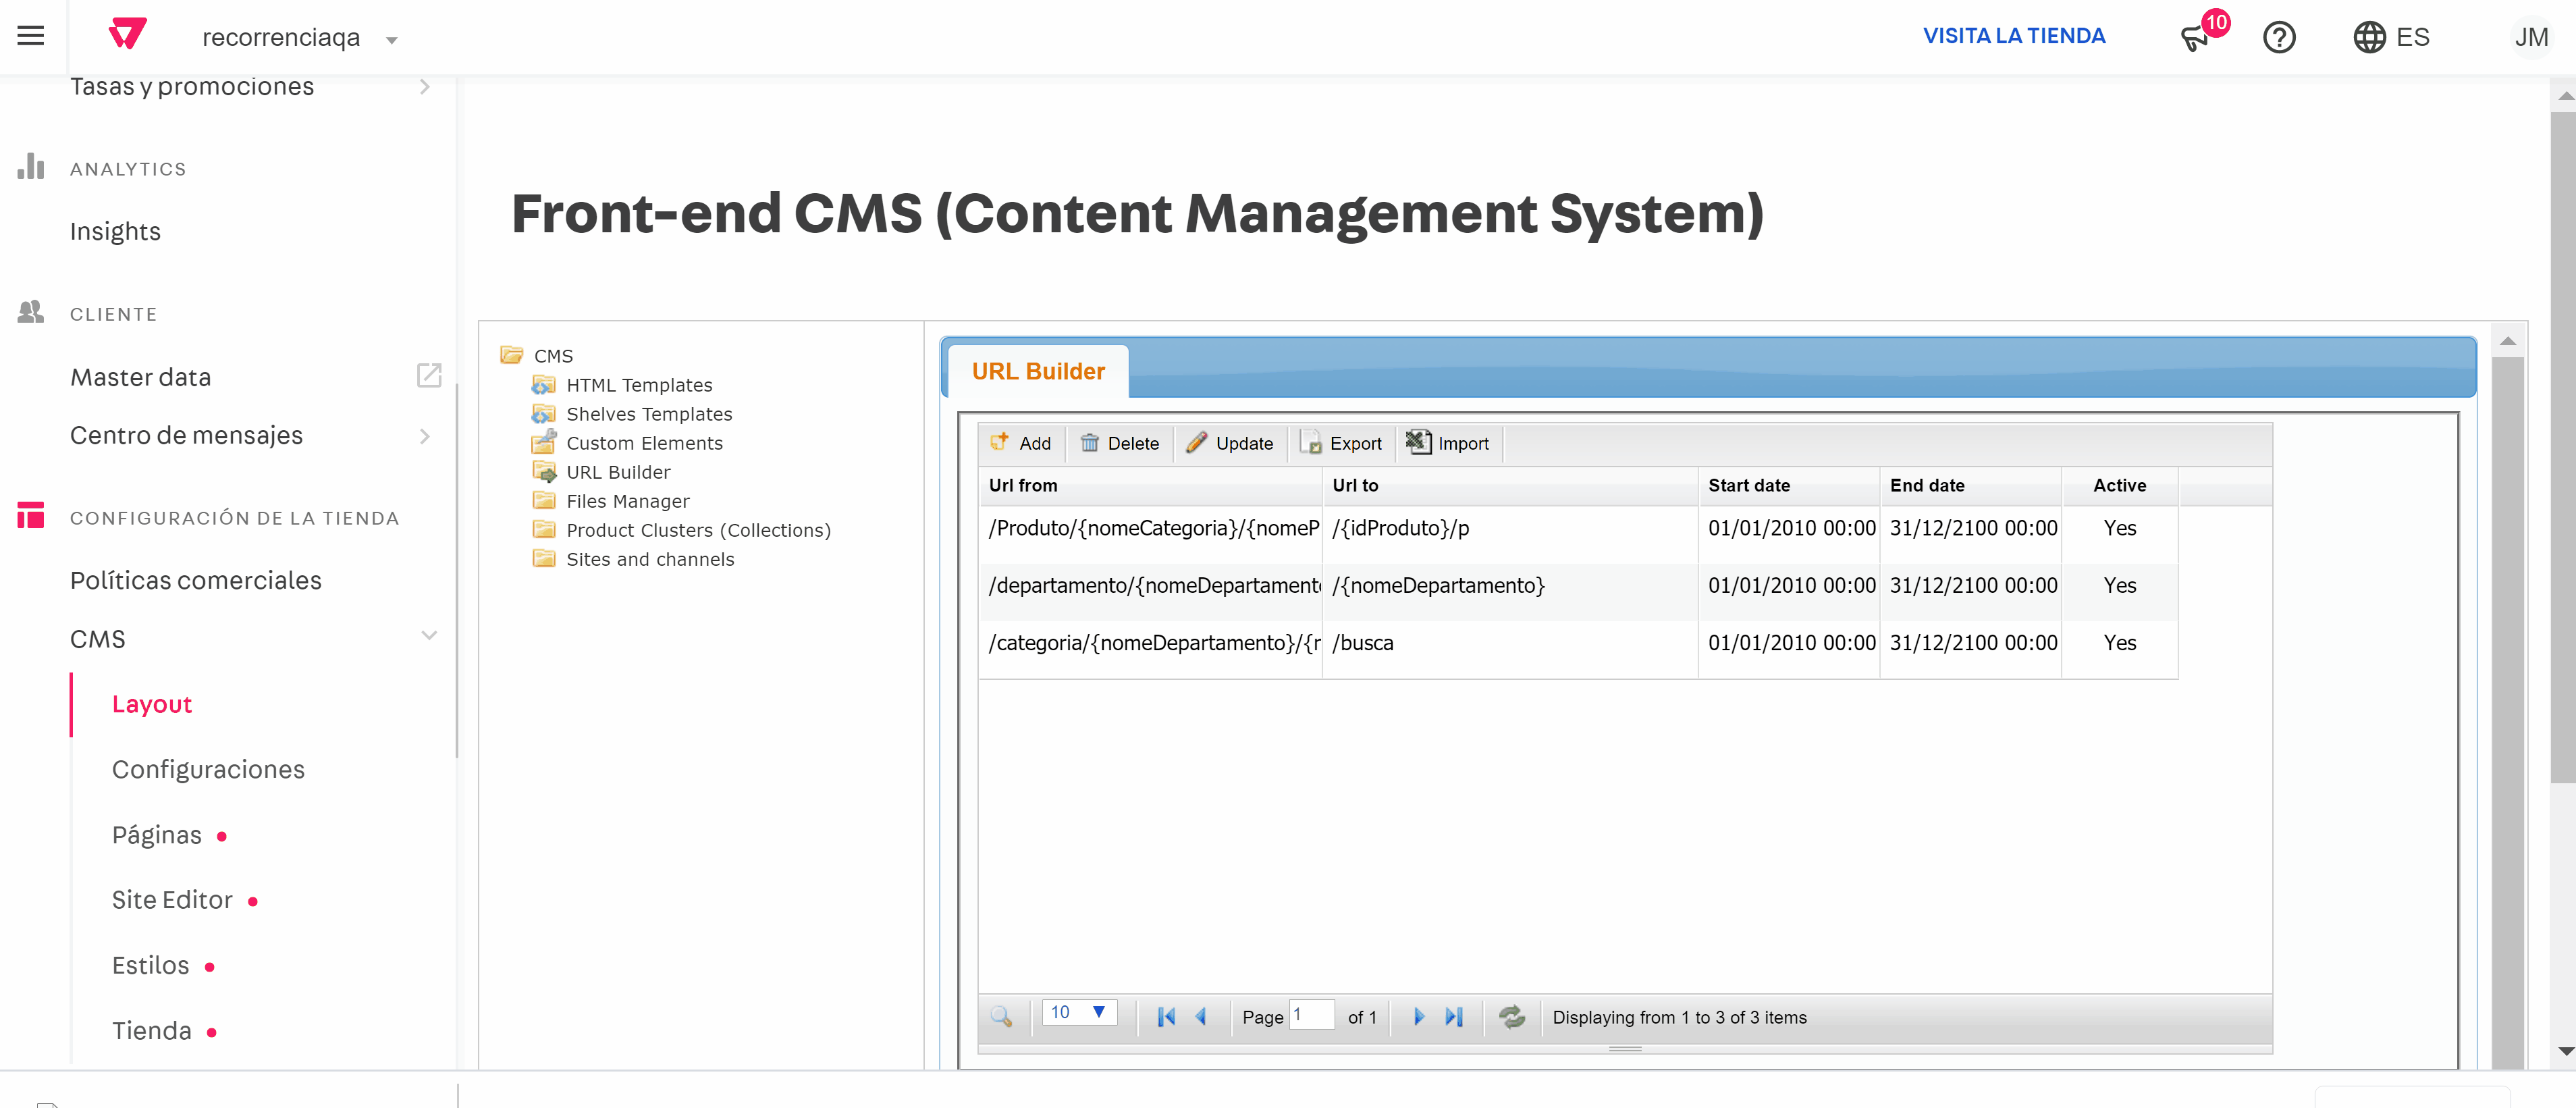 recorrenciaqa
VISITA LA TIENDA
10
ES
JM
Tasas y promociones
ANALYTICS
Insights
CLIENTE
Master data
Centro de mensajes
CONFIGURACIÓN DE LA TIENDA
Políticas comerciales
CMS
Layout
Configuraciones
Páginas
Site Editor
Estilos
Tienda
Front-end CMS (Content Management System)
CMS
HTML Templates
Shelves Templates
Custom Elements
URL Builder
Files Manager
Product Clusters (Collections)
Sites and channels
URL Builder
Add Delete Update Export Import
Url from Url to Start date End date Active
/Produto/{nomeCategoria}/{nomeP /{idProduto}/p 01/01/2010 00:00 31/12/2100 00:00 Yes
/departamento/{nomeDepartamento /{nomeDepartamento} 01/01/2010 00:00 31/12/2100 00:00 Yes
/categoria/{nomeDepartamento}/{r /busca 01/01/2010 00:00 31/12/2100 00:00 Yes
10 Page 1 of 1 Displaying from 1 to 3 of 3 items